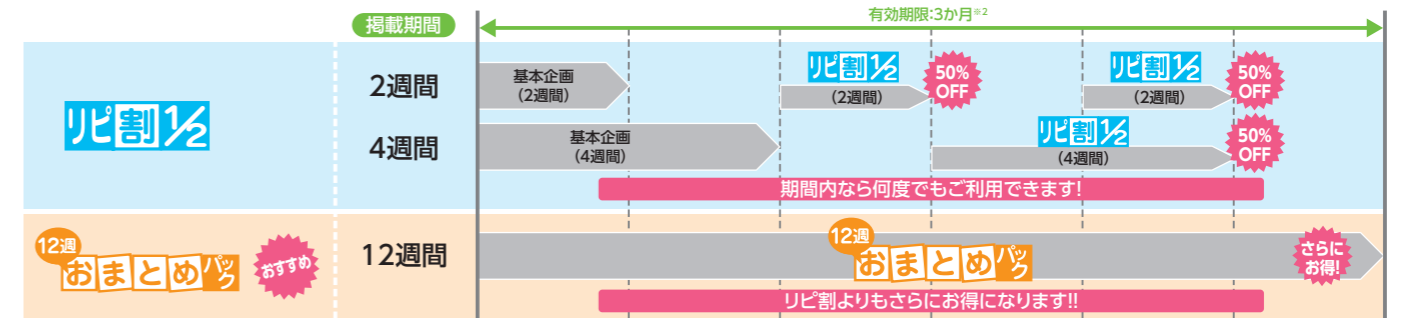 掲載期間
有効期限:3か月※2
リピ割1/2
2週間
基本企画
(2週間)
リピ割1/2
(2週間)
50%
OFF
リピ割1/2
(2週間)
50%
OFF
4週間
基本企画
(4週間)
リピ割1/2
(4週間)
50%
OFF
期間内なら何度でもご利用できます!
12週
おまとめパック
おすすめ
12週間
12週
おまとめパック
さらに
お得!
リピ割よりもさらにお得になります!!